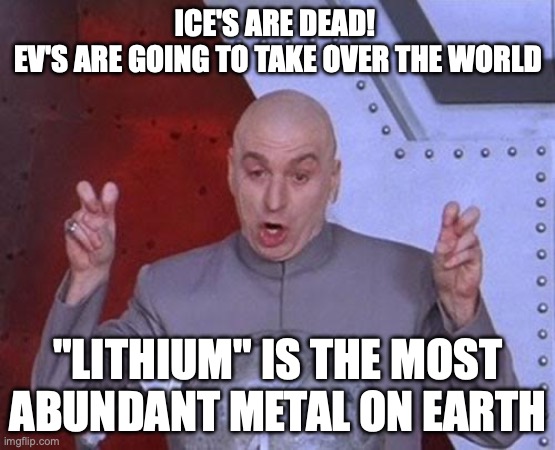 ICE'S ARE DEAD!
EV'S ARE GOING TO TAKE OVER THE WORLD
"LITHIUM" IS THE MOST
ABUNDANT METAL ON EARTH
imgflip.com